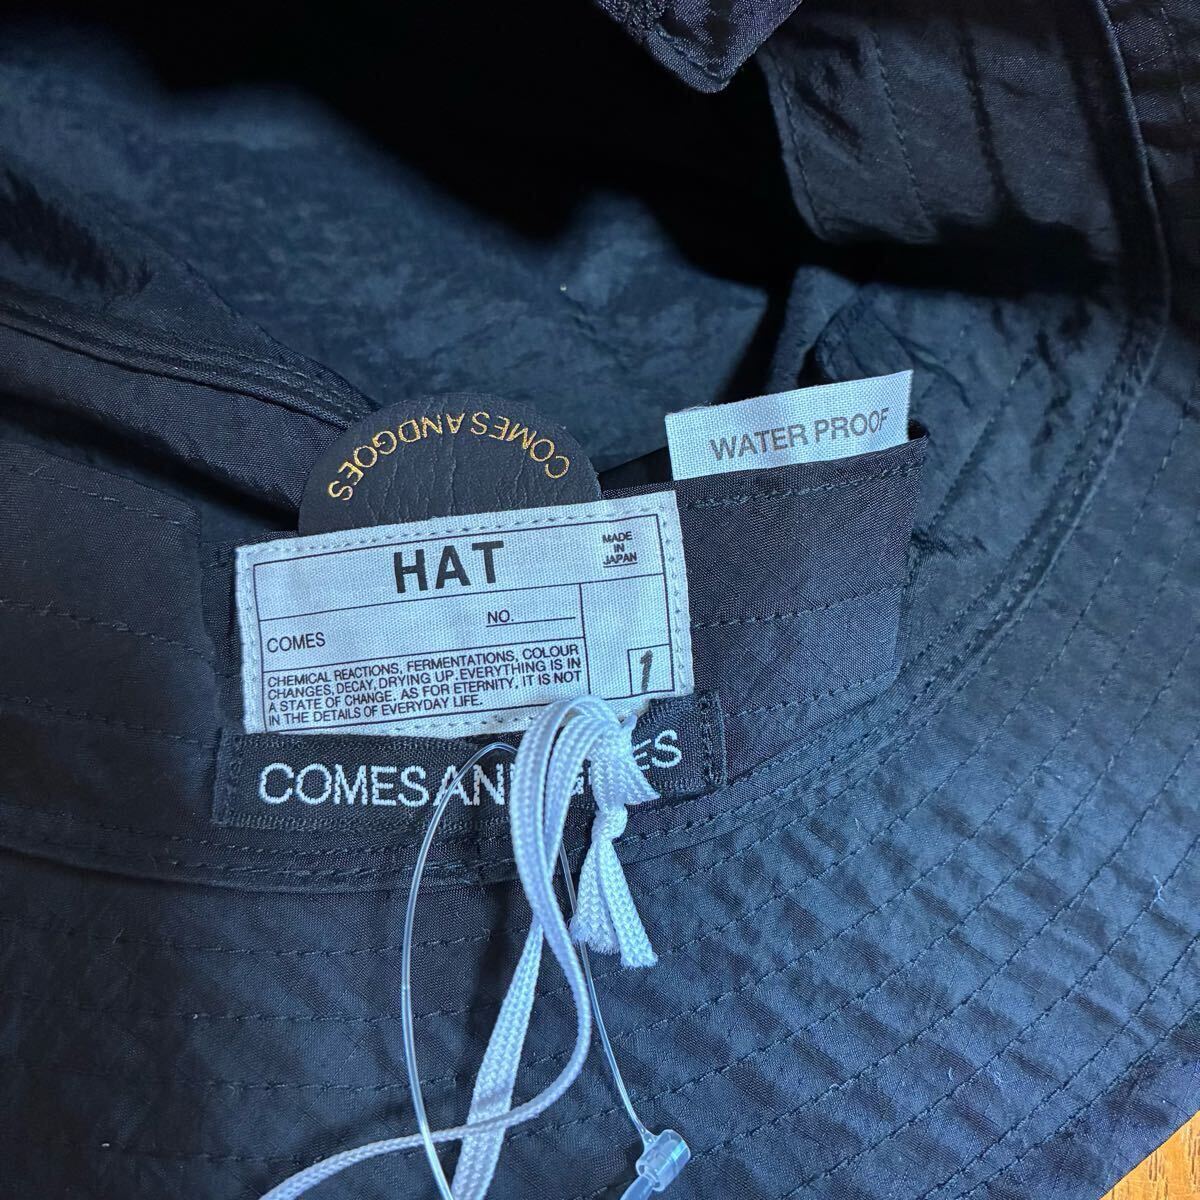 COMESANDGOES
WATER PROOF
HAT
MADE
IN
JAPAN
NO.
COMES
CHEMICAL REACTIONS, FERMENTATIONS, COLOUR
CHANGES, DECAY, DRYING UP. EVERYTHING IS IN
A STATE OF CHANGE. AS FOR ETERNITY, IT IS NOT
IN THE DETAILS OF EVERYDAY LIFE.
1
COMESAND ES